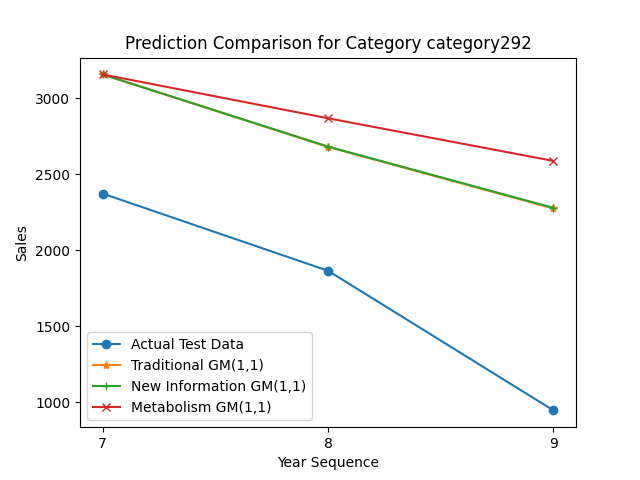 Prediction Comparison for Category category292
Sales
3000
2500
2000
1500
1000
Actual Test Data
Traditional GM(1,1)
New Information GM(1,1)
Metabolism GM(1,1)
7
8
9
Year Sequence